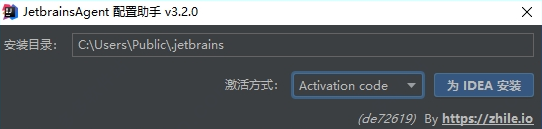 JetbrainsAgent 配置助手 v3.2.0
安装目录： C:\Users\Public\.jetbrains
激活方式： Activation code 为 IDEA 安装
(de72619) By https://zhile.io